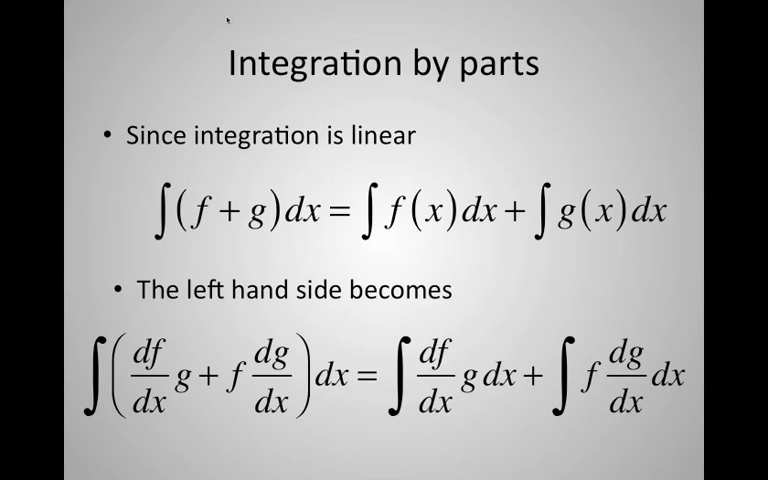 Integration by parts
• Since integration is linear
∫(f + g)dx = ∫ f(x)dx + ∫ g(x)dx
• The left hand side becomes
∫(df/dx g + f dg/dx)dx = ∫ df/dx g dx + ∫ f dg/dx dx